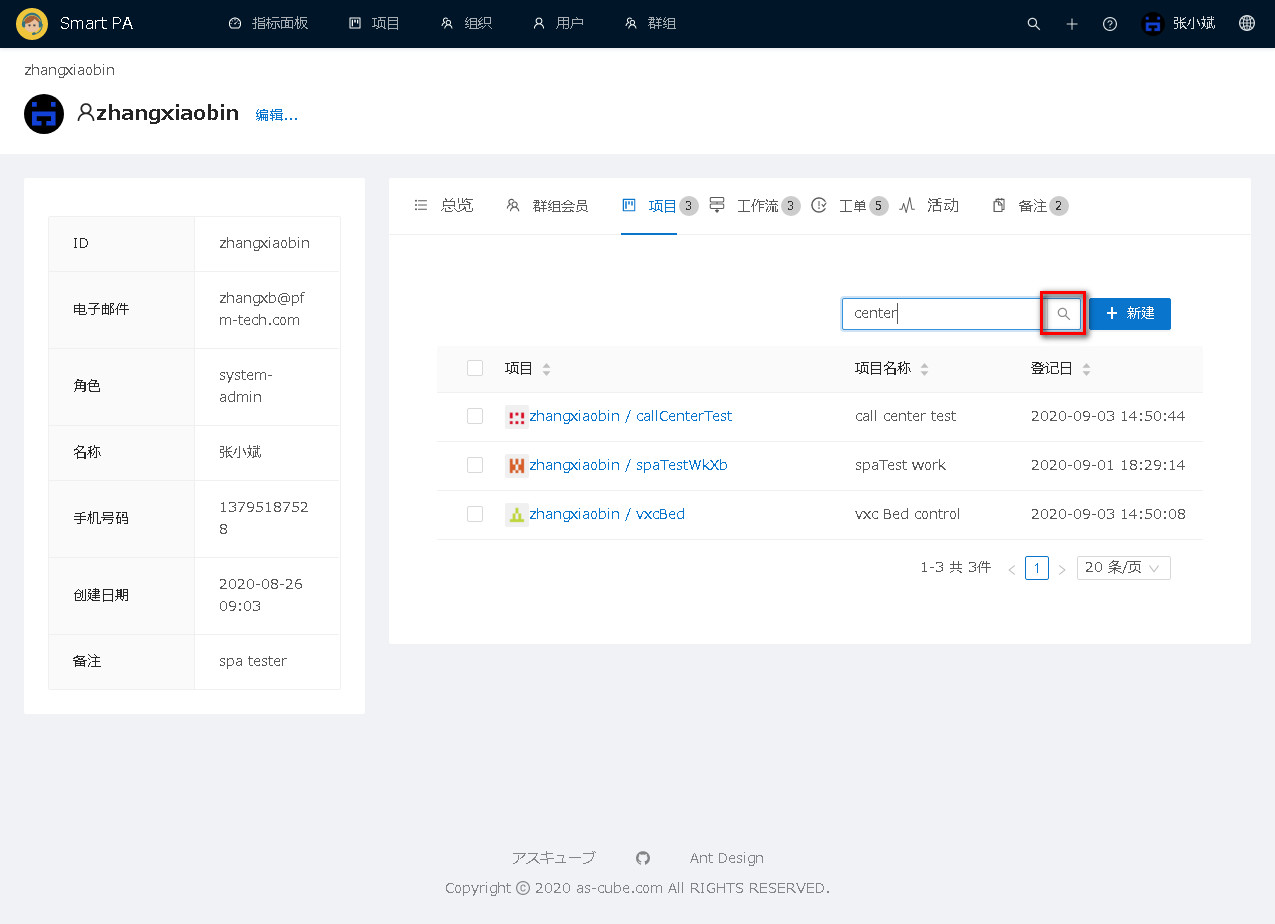 Smart PA 指标面板 项目 组织 用户 群组 张小斌
zhangxiaobin
zhangxiaobin 编辑...
总览 群组会员 项目 3 工作流 3 工单 5 活动 备注 2
ID zhangxiaobin
电子邮件 zhangxb@pf
m-tech.com
角色 system-
admin
名称 张小斌
手机号码 1379518752
8
创建日期 2020-08-26
09:03
备注 spa tester
center + 新建
项目 项目名称 登记日
zhangxiaobin / callCenterTest call center test 2020-09-03 14:50:44
zhangxiaobin / spaTestWkXb spaTest work 2020-09-01 18:29:14
zhangxiaobin / vxcBed vxc Bed control 2020-09-03 14:50:08
1-3 共 3件 < 1 > 20 条/页
アスキューブ Ant Design
Copyright © 2020 as-cube.com All RIGHTS RESERVED.